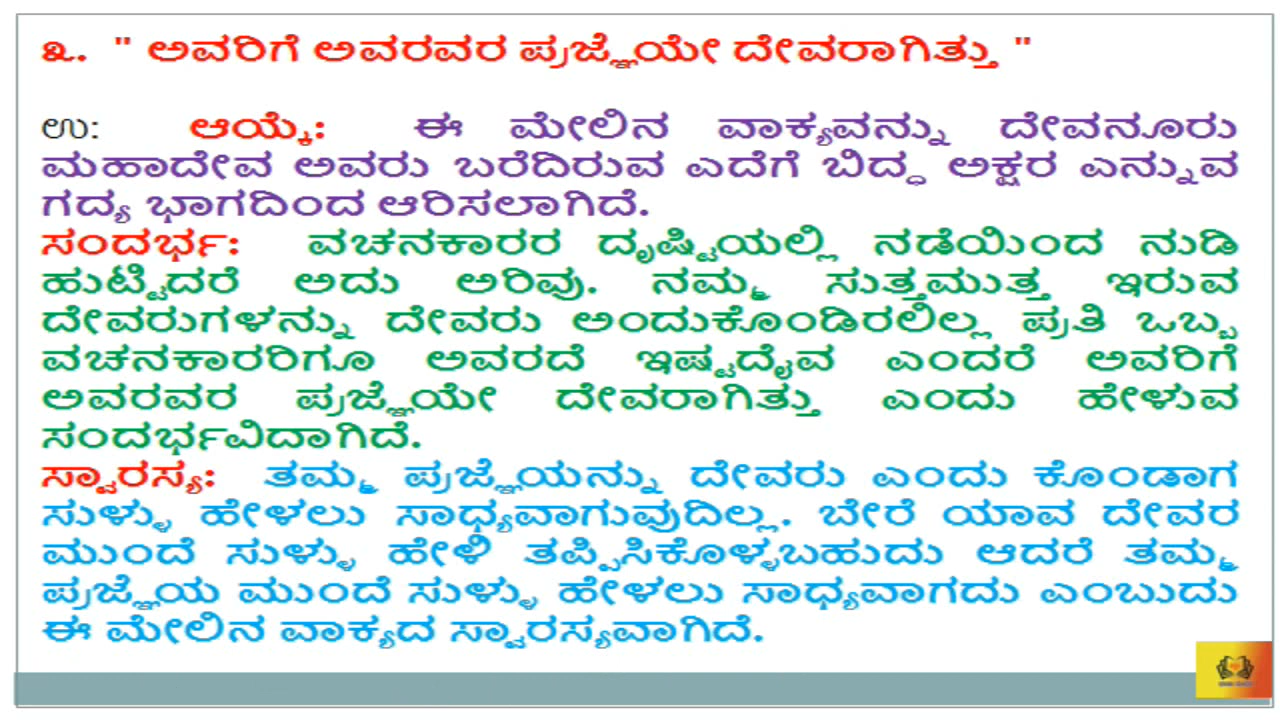 ೩. " ಅವರಿಗೆ ಅವರವರ ಪ್ರಜ್ಞೆಯೇ ದೇವರಾಗಿತ್ತು "
ಉ: ಆಯ್ಕೆ: ಈ ಮೇಲಿನ ವಾಕ್ಯವನ್ನು ದೇವನೂರು
ಮಹಾದೇವ ಅವರು ಬರೆದಿರುವ ಎದೆಗೆ ಬಿದ್ದ ಅಕ್ಷರ ಎನ್ನುವ
ಗದ್ಯ ಭಾಗದಿಂದ ಆರಿಸಲಾಗಿದೆ.
ಸಂದರ್ಭ: ವಚನಕಾರರ ದೃಷ್ಟಿಯಲ್ಲಿ ನಡೆಯಿಂದ ನುಡಿ
ಹುಟ್ಟಿದರೆ ಅದು ಅರಿವು. ನಮ್ಮ ಸುತ್ತಮುತ್ತ ಇರುವ
ದೇವರುಗಳನ್ನು ದೇವರು ಅಂದುಕೊಂಡಿರಲಿಲ್ಲ ಪ್ರತಿ ಒಬ್ಬ
ವಚನಕಾರರಿಗೂ ಅವರದೆ ಇಷ್ಟದೈವ ಎಂದರೆ ಅವರಿಗೆ
ಅವರವರ ಪ್ರಜ್ಞೆಯೇ ದೇವರಾಗಿತ್ತು ಎಂದು ಹೇಳುವ
ಸಂದರ್ಭವಿದಾಗಿದೆ.
ಸ್ವಾರಸ್ಯ: ತಮ್ಮ ಪ್ರಜ್ಞೆಯನ್ನು ದೇವರು ಎಂದು ಕೊಂಡಾಗ
ಸುಳ್ಳು ಹೇಳಲು ಸಾಧ್ಯವಾಗುವುದಿಲ್ಲ. ಬೇರೆ ಯಾವ ದೇವರ
ಮುಂದೆ ಸುಳ್ಳು ಹೇಳಿ ತಪ್ಪಿಸಿಕೊಳ್ಳಬಹುದು ಆದರೆ ತಮ್ಮ
ಪ್ರಜ್ಞೆಯ ಮುಂದೆ ಸುಳ್ಳು ಹೇಳಲು ಸಾಧ್ಯವಾಗದು ಎಂಬುದು
ಈ ಮೇಲಿನ ವಾಕ್ಯದ ಸ್ವಾರಸ್ಯವಾಗಿದೆ.